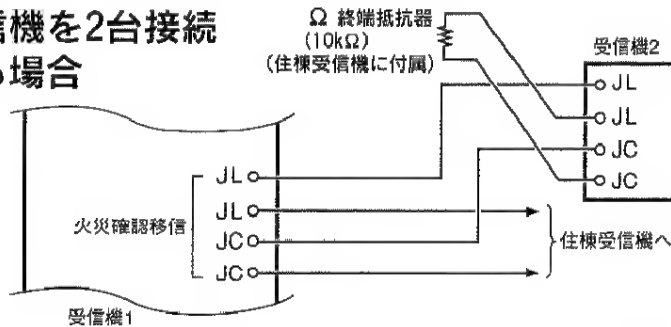 信機を2台接続
る場合
Ω 終端抵抗器
(10kΩ)
(住棟受信機に付属)
受信機2
JL
JL
JC
JC
JL
JL
JC
JC
火災確認移信
住棟受信機へ
受信機1